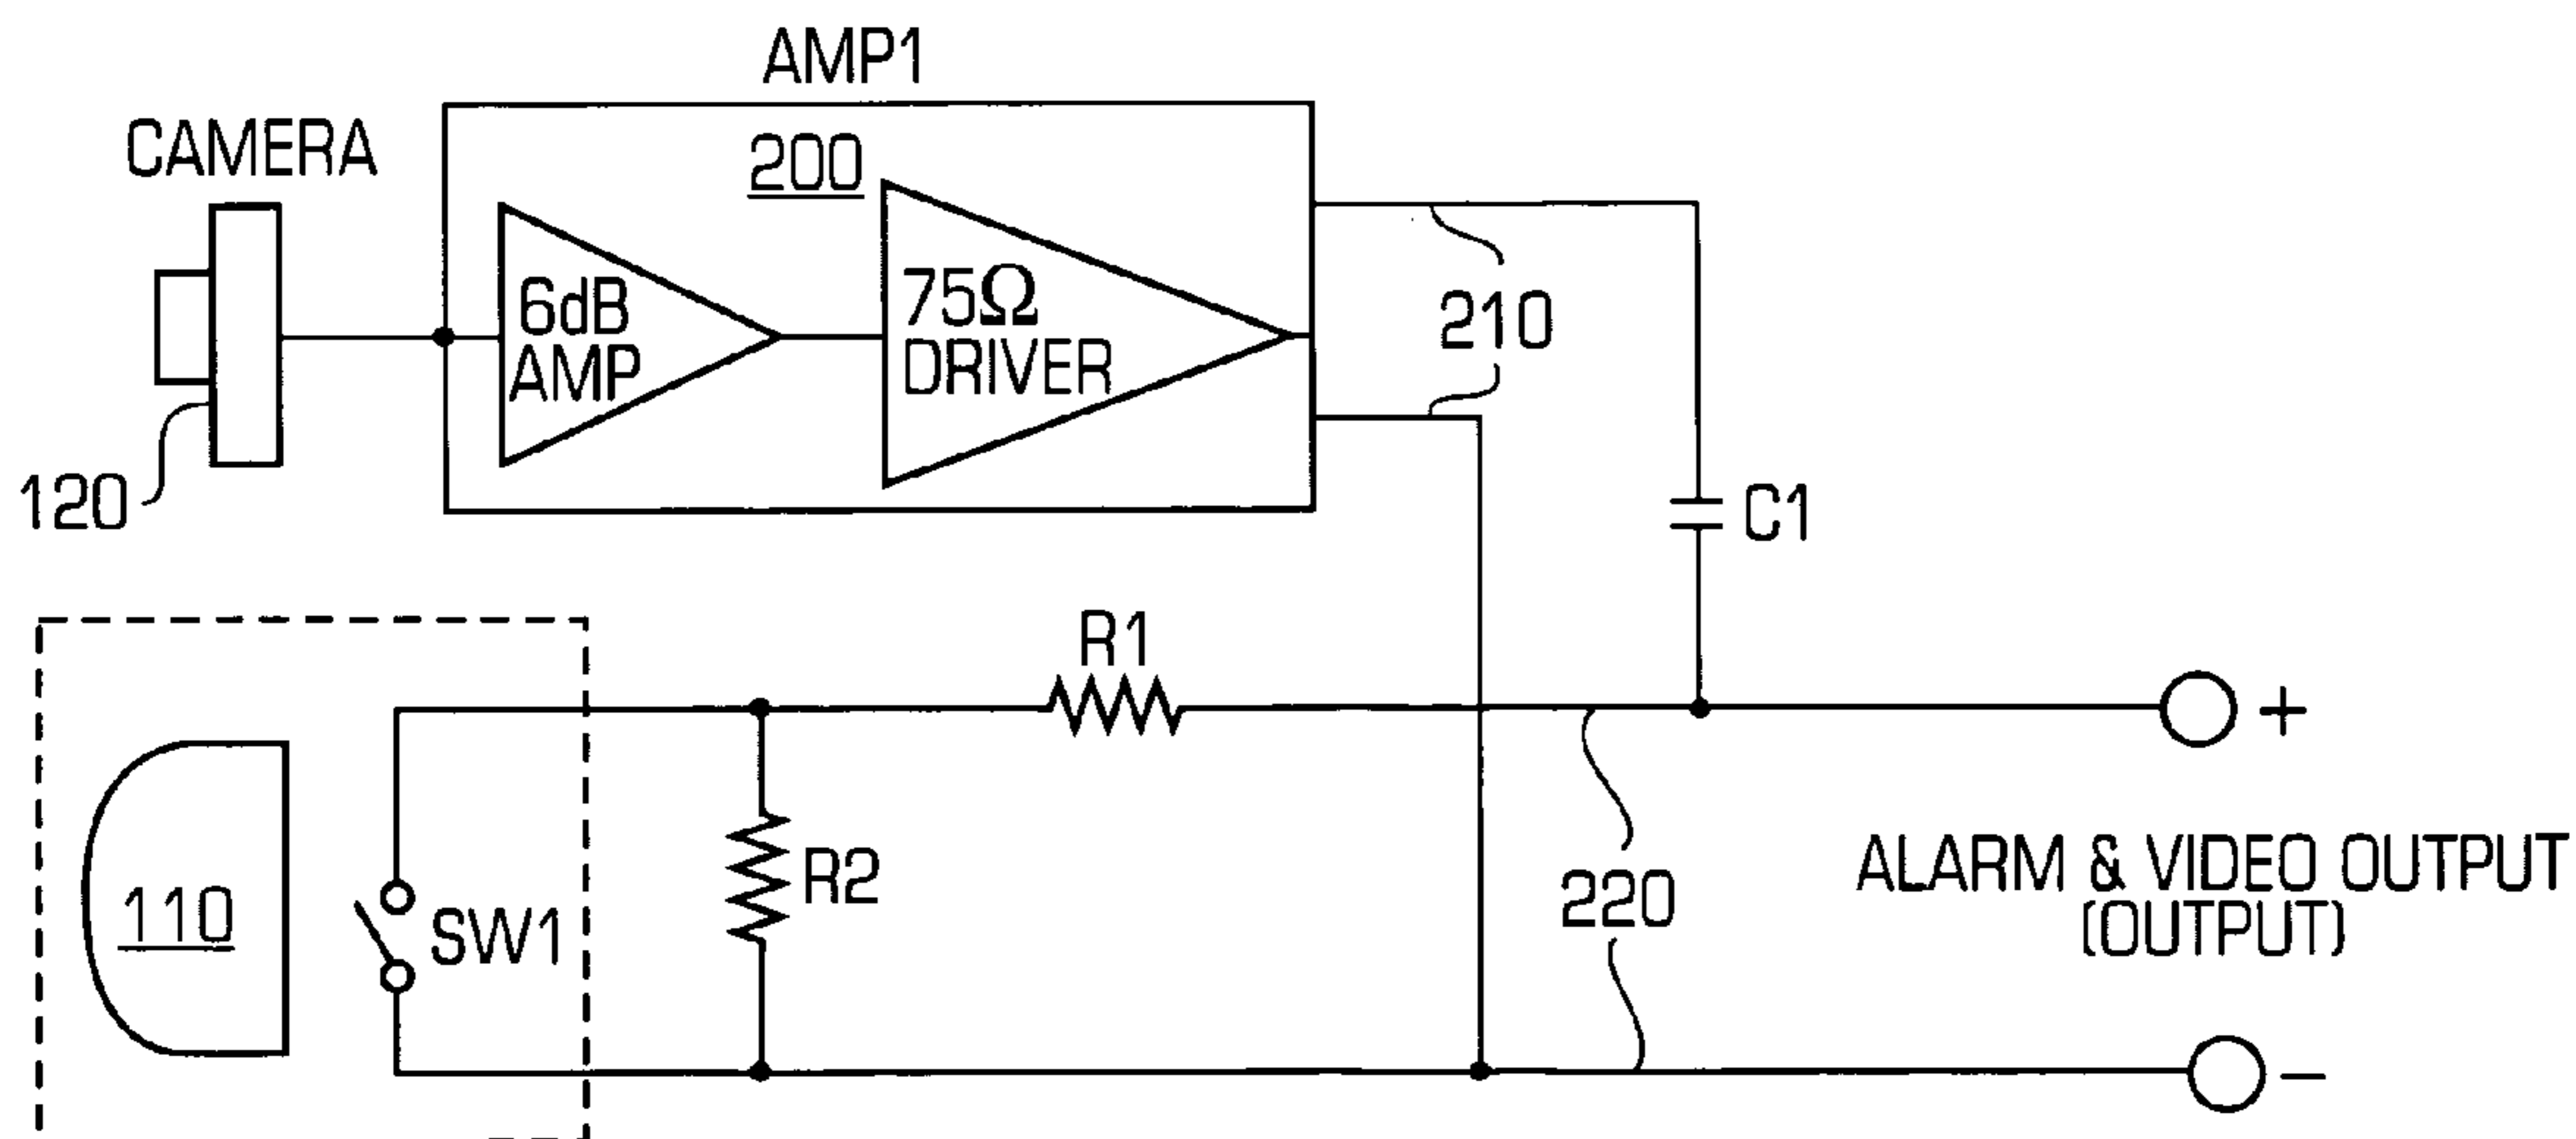 AMP1
CAMERA
200
6dB
AMP
75Ω
DRIVER
210
120
C1
R1
110
SW1
R2
220
+
ALARM & VIDEO OUTPUT
(OUTPUT)
−